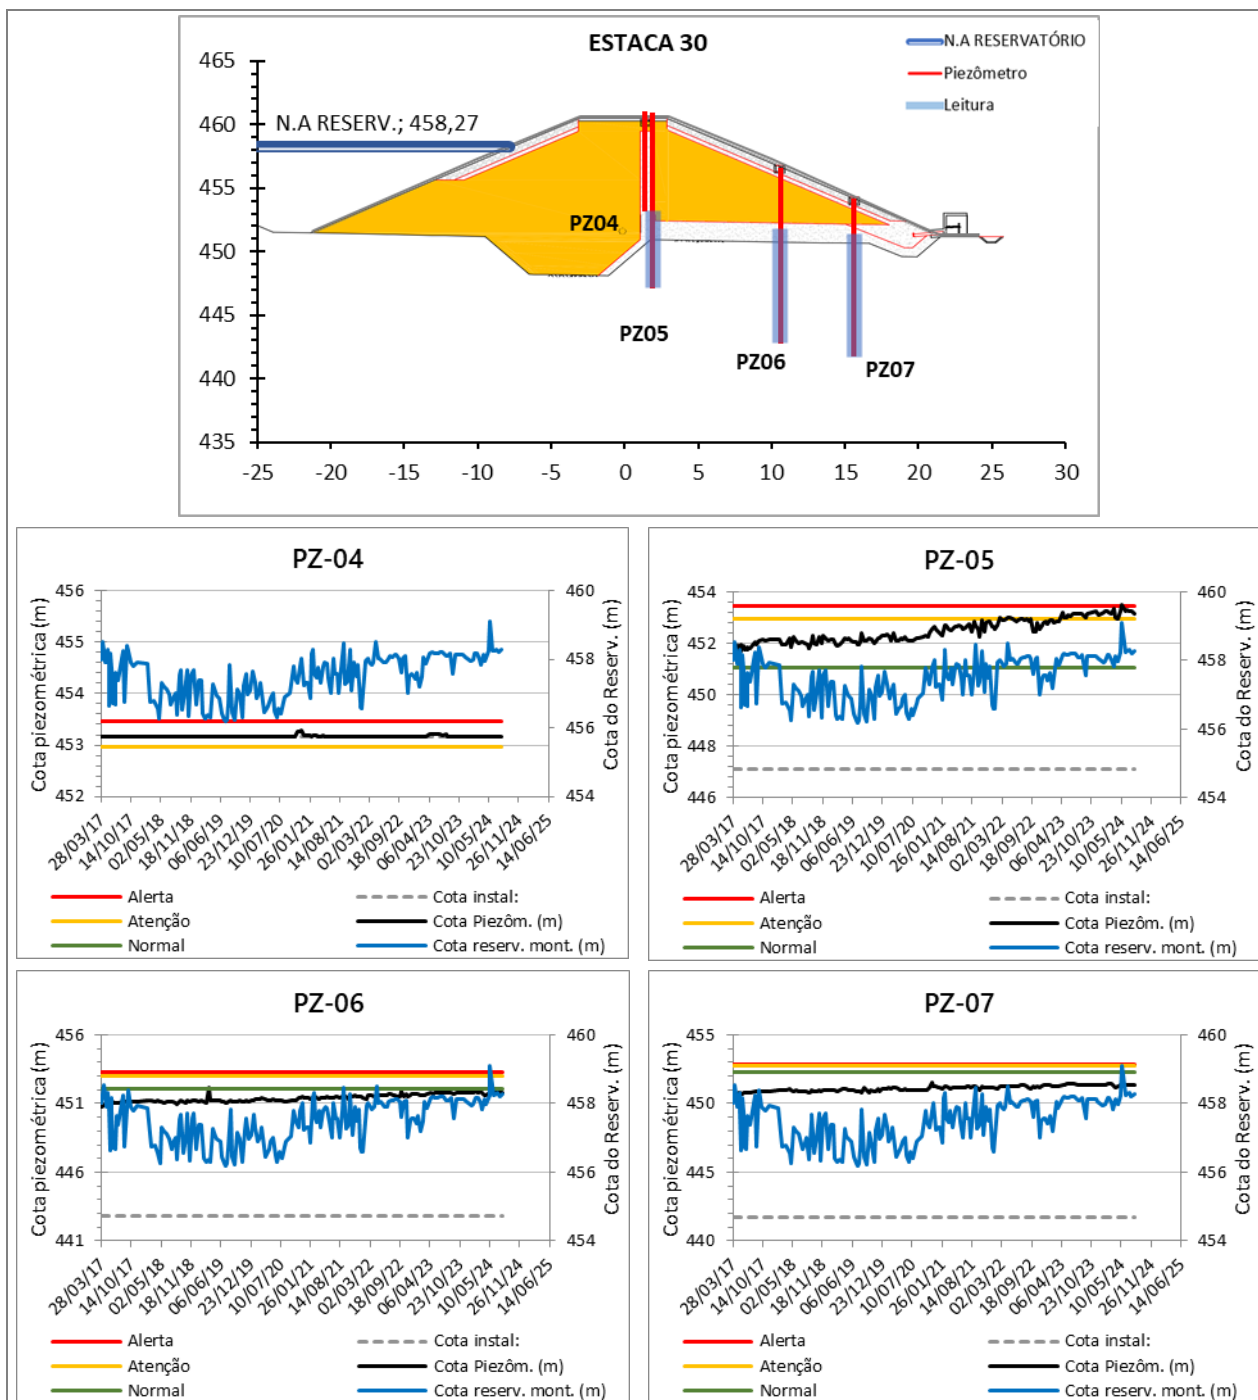 ESTACA 30
N.A RESERVATÓRIO
Piezômetro
Leitura
465
460
455
450
445
440
435
N.A RESERV.; 458,27
PZ04
PZ05
PZ06
PZ07
-25 -20 -15 -10 -5 0 5 10 15 20 25 30
PZ-04
Cota piezométrica (m)
456
455
454
453
452
460
458
456
454
Cota do Reserv. (m)
28/03/17 14/10/17 02/05/18 18/11/18 06/06/19 23/12/19 10/07/20 26/01/21 14/08/21 02/03/22 18/09/22 06/04/23 23/10/23 10/05/24 26/11/24 14/06/25
Alerta
Cota instal:
Atenção
Cota Piezôm. (m)
Normal
Cota reserv. mont. (m)
PZ-05
Cota piezométrica (m)
454
452
450
448
446
460
458
456
454
Cota do Reserv. (m)
28/03/17 14/10/17 02/05/18 18/11/18 06/06/19 23/12/19 10/07/20 26/01/21 14/08/21 02/03/22 18/09/22 06/04/23 23/10/23 10/05/24 26/11/24 14/06/25
Alerta
Cota instal:
Atenção
Cota Piezôm. (m)
Normal
Cota reserv. mont. (m)
PZ-06
Cota piezométrica (m)
456
451
446
441
460
458
456
454
Cota do Reserv. (m)
28/03/17 14/10/17 02/05/18 18/11/18 06/06/19 23/12/19 10/07/20 26/01/21 14/08/21 02/03/22 18/09/22 06/04/23 23/10/23 10/05/24 26/11/24 14/06/25
Alerta
Cota instal:
Atenção
Cota Piezôm. (m)
Normal
Cota reserv. mont. (m)
PZ-07
Cota piezométrica (m)
455
450
445
440
460
458
456
454
Cota do Reserv. (m)
28/03/17 14/10/17 02/05/18 18/11/18 06/06/19 23/12/19 10/07/20 26/01/21 14/08/21 02/03/22 18/09/22 06/04/23 23/10/23 10/05/24 26/11/24 14/06/25
Alerta
Cota instal:
Atenção
Cota Piezôm. (m)
Normal
Cota reserv. mont. (m)